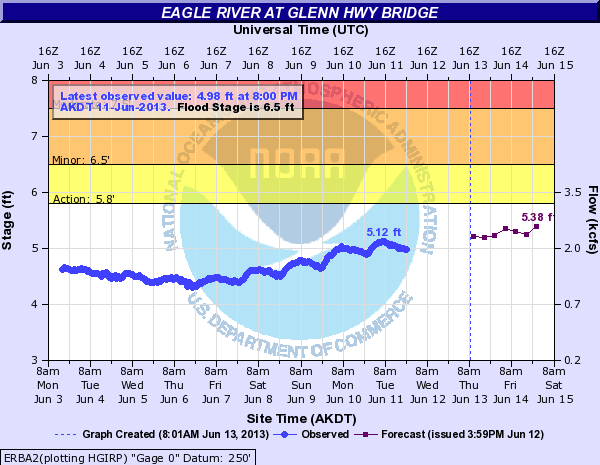 EAGLE RIVER AT GLENN HWY BRIDGE
Universal Time (UTC)
16Z 16Z 16Z 16Z 16Z 16Z 16Z 16Z 16Z 16Z 16Z 16Z 16Z
Jun 3 Jun 4 Jun 5 Jun 6 Jun 7 Jun 8 Jun 9 Jun 10 Jun 11 Jun 12 Jun 13 Jun 14 Jun 15
Latest observed value: 4.98 ft at 8:00 PM
AKDT 11-Jun-2013. Flood Stage is 6.5 ft
Minor: 6.5'
Action: 5.8'
NATIONAL OCEANIC AND ATMOSPHERIC ADMINISTRATION
NOAA
U.S. DEPARTMENT OF COMMERCE
5.12 ft
5.38 ft
Stage (ft)
8
7
6
5
4
3
Flow (kcfs)
3.5
2.0
0.7
0.2
8am 8am 8am 8am 8am 8am 8am 8am 8am 8am 8am 8am 8am
Mon Tue Wed Thu Fri Sat Sun Mon Tue Wed Thu Fri Sat
Jun 3 Jun 4 Jun 5 Jun 6 Jun 7 Jun 8 Jun 9 Jun 10 Jun 11 Jun 12 Jun 13 Jun 14 Jun 15
Site Time (AKDT)
Graph Created (8:01AM Jun 13, 2013) Observed Forecast (issued 3:59PM Jun 12)
ERBA2(plotting HGIRP) "Gage 0" Datum: 250'